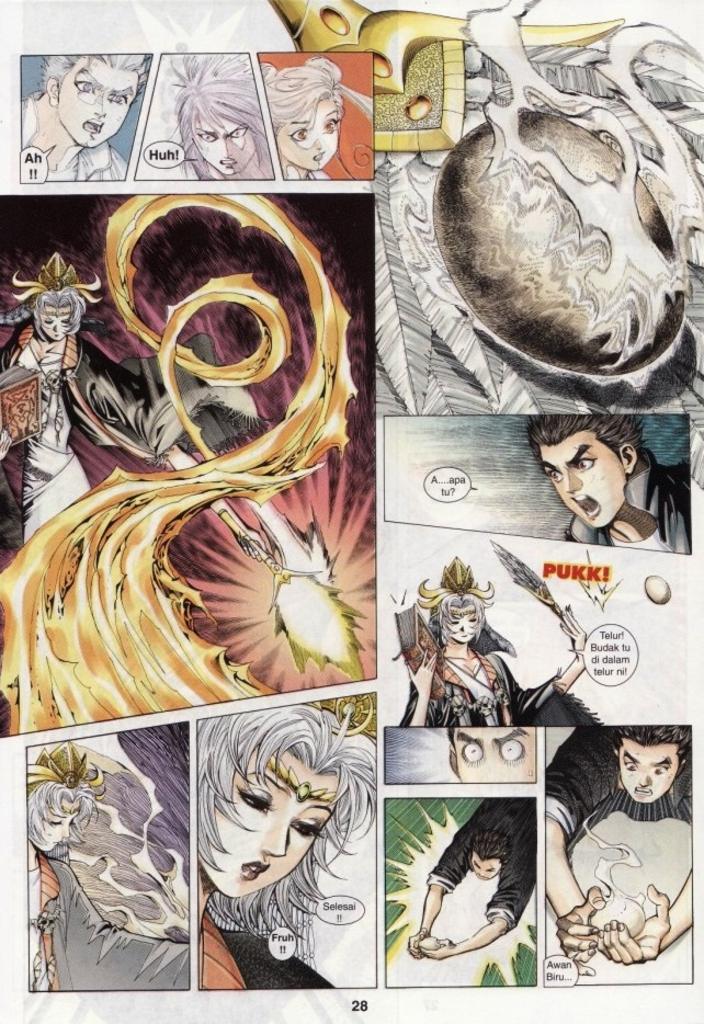 Ah
!!
Huh!
A....apa
tu?
PUKK!
Telur!
Budak tu
di dalam
telur ni!
Selesai
!!
Fruh
!!
Awan
Biru...
28